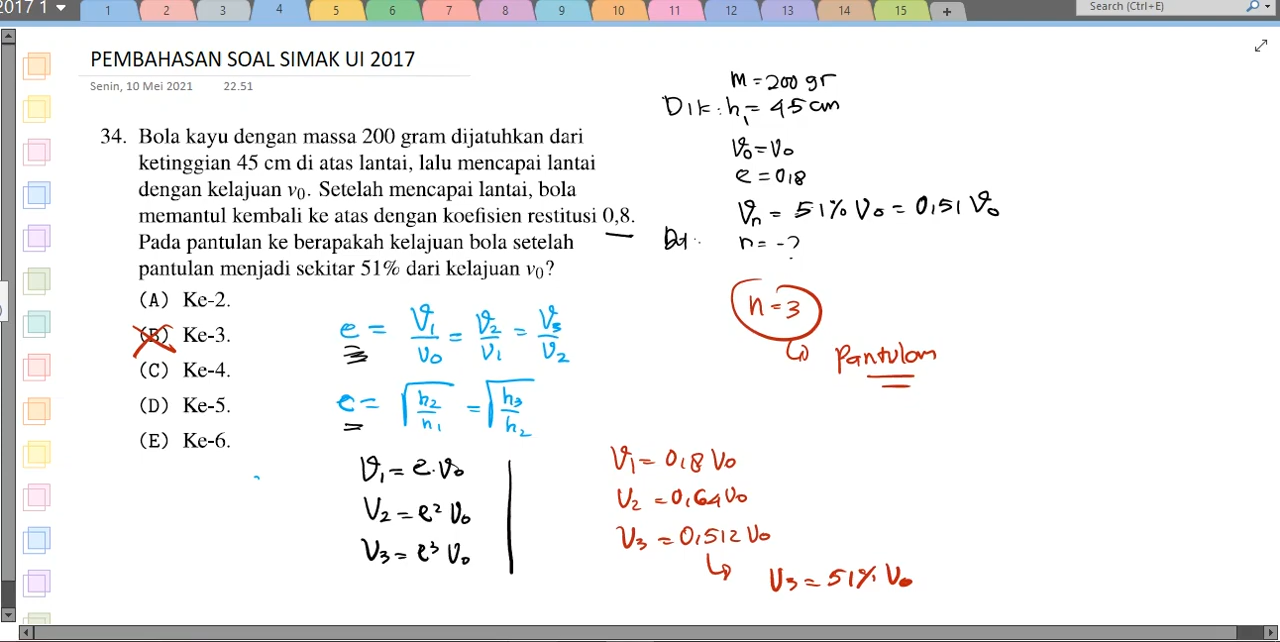 2017 1
1 2 3 4 5 6 7 8 9 10 11 12 13 14 15 +
Search (Ctrl+E)
PEMBAHASAN SOAL SIMAK UI 2017
Senin, 10 Mei 2021 22.51
34. Bola kayu dengan massa 200 gram dijatuhkan dari
ketinggian 45 cm di atas lantai, lalu mencapai lantai
dengan kelajuan v₀. Setelah mencapai lantai, bola
memantul kembali ke atas dengan koefisien restitusi 0,8.
Pada pantulan ke berapakah kelajuan bola setelah
pantulan menjadi sekitar 51% dari kelajuan v₀?
(A) Ke-2.
(B) Ke-3.
(C) Ke-4.
(D) Ke-5.
(E) Ke-6.
m = 200 gr
Dik : h₁ = 45 cm
v₀ = v₀
e = 0,8
vₙ = 51% v₀ = 0,51 v₀
Dit : n = - ?
n = 3
↳ Pantulan
e = v₁/v₀ = v₂/v₁ = v₃/v₂
e = √(h₂/h₁) = √(h₃/h₂)
v₁ = e . v₀
v₂ = e² v₀
v₃ = e³ v₀
v₁ = 0,8 v₀
v₂ = 0,64 v₀
v₃ = 0,512 v₀
↳ v₃ = 51% v₀